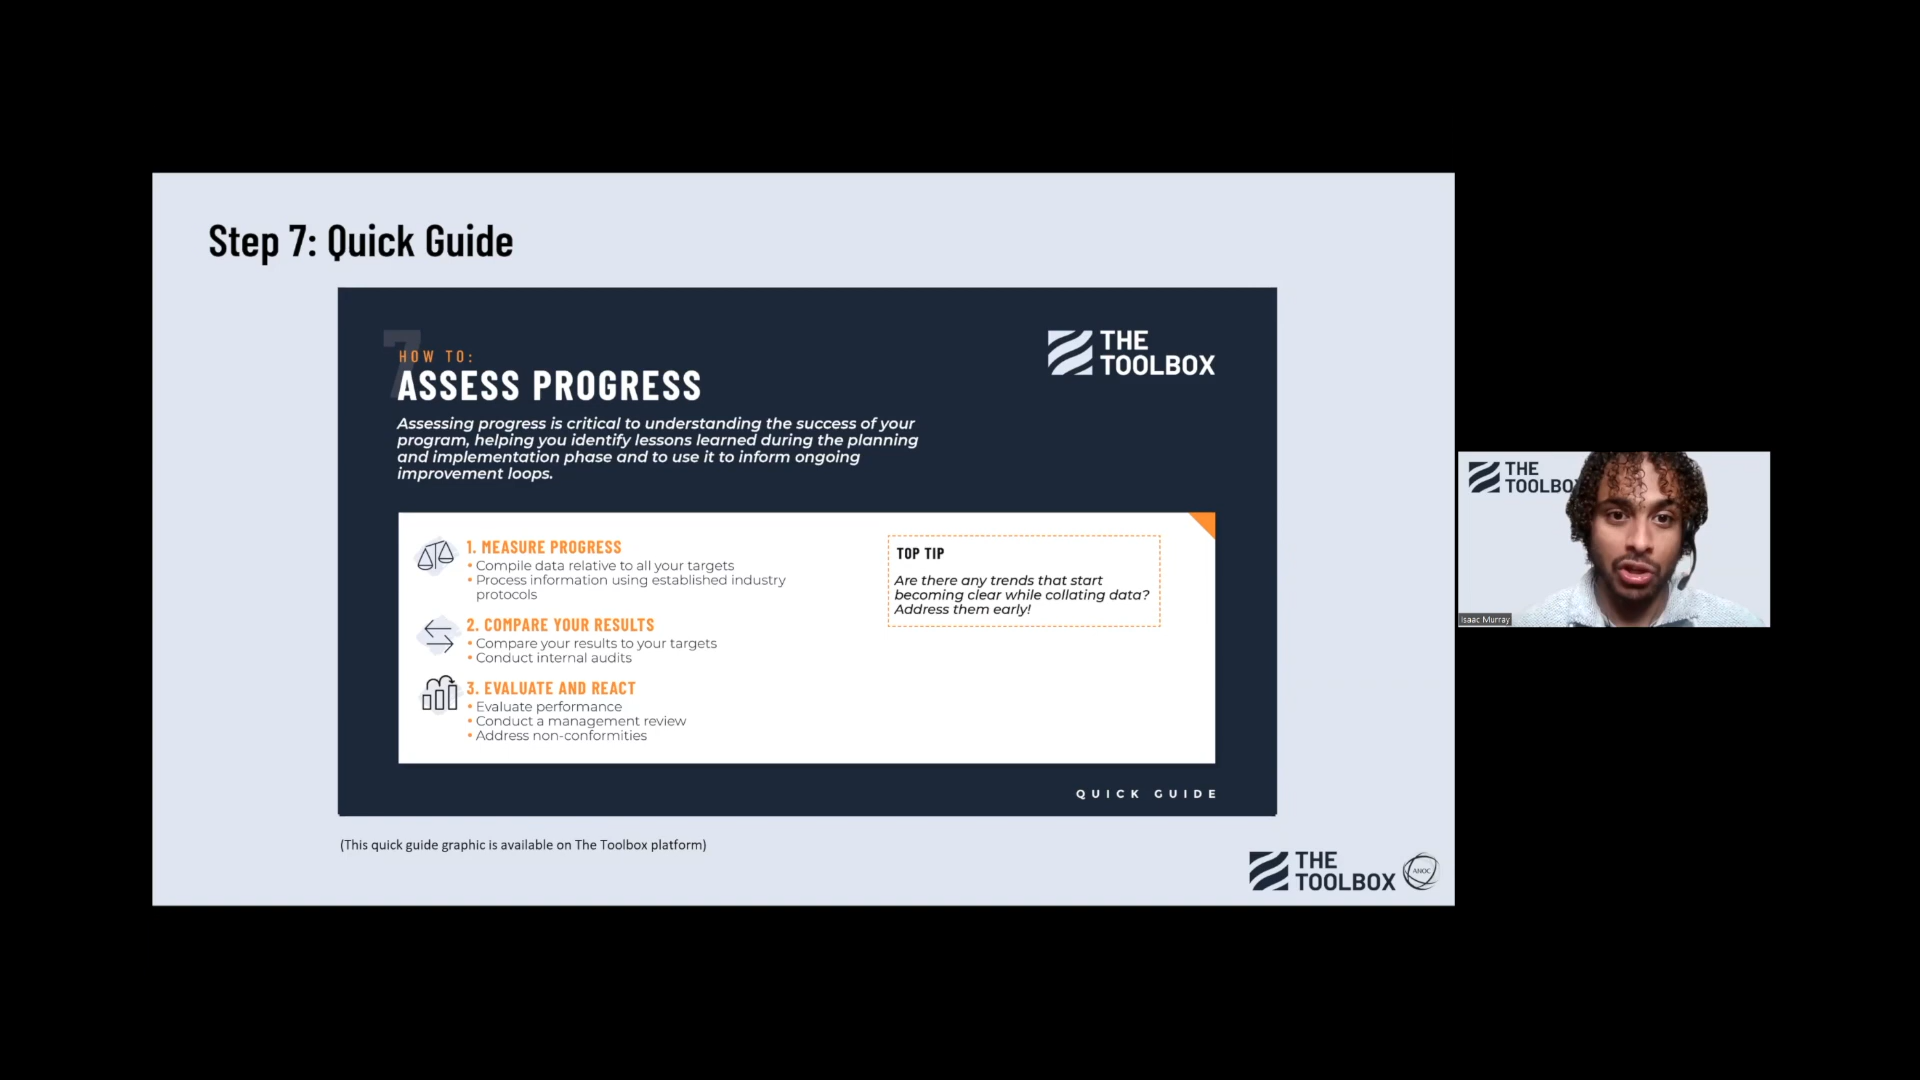 Step 7: Quick Guide
7
HOW TO:
ASSESS PROGRESS
THE
TOOLBOX
Assessing progress is critical to understanding the success of your
program, helping you identify lessons learned during the planning
and implementation phase and to use it to inform ongoing
improvement loops.
1. MEASURE PROGRESS
• Compile data relative to all your targets
• Process information using established industry
protocols
2. COMPARE YOUR RESULTS
• Compare your results to your targets
• Conduct internal audits
3. EVALUATE AND REACT
• Evaluate performance
• Conduct a management review
• Address non-conformities
TOP TIP
Are there any trends that start
becoming clear while collating data?
Address them early!
QUICK GUIDE
(This quick guide graphic is available on The Toolbox platform)
THE
TOOLBOX
ANOC
THE
TOOLBO
Isaac Murray